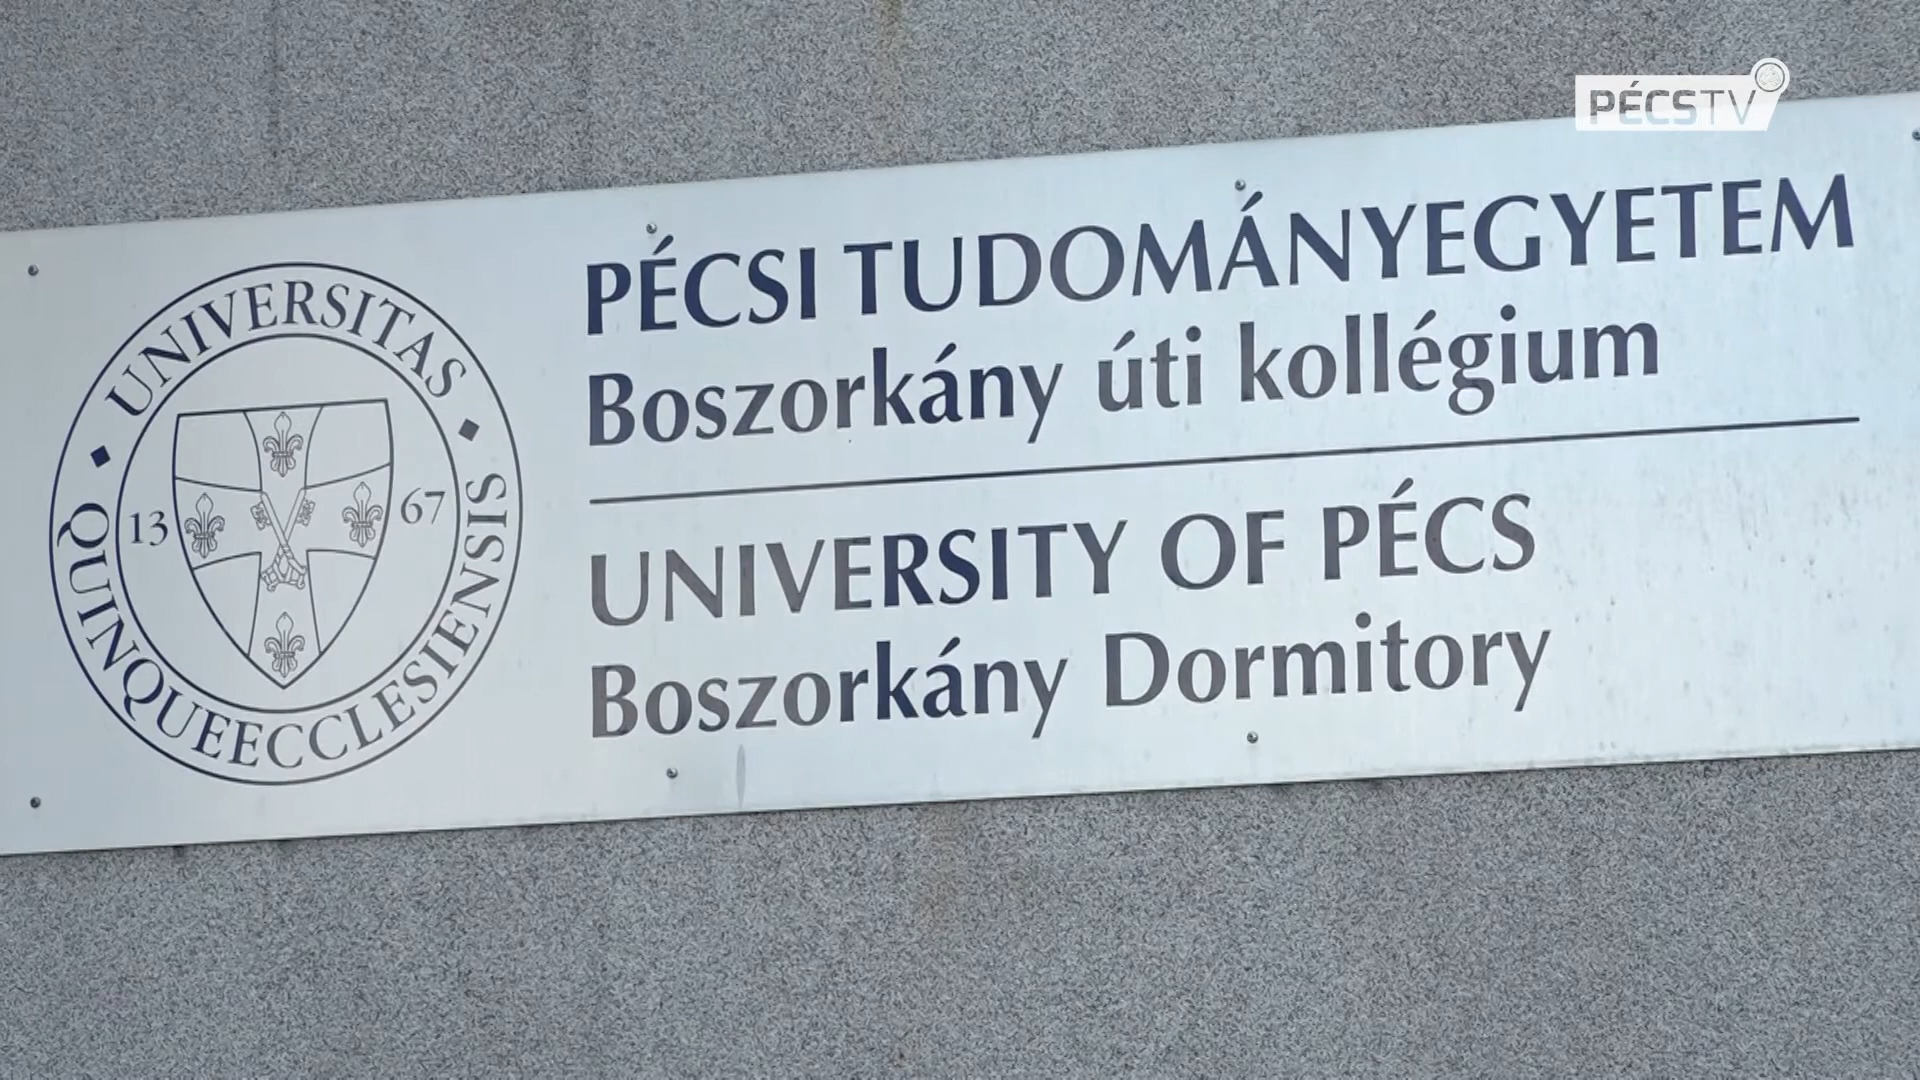 PÉCSTV
UNIVERSITAS
QUINQUEECCLESIENSIS
13 67
PÉCSI TUDOMÁNYEGYETEM
Boszorkány úti kollégium
UNIVERSITY OF PÉCS
Boszorkány Dormitory